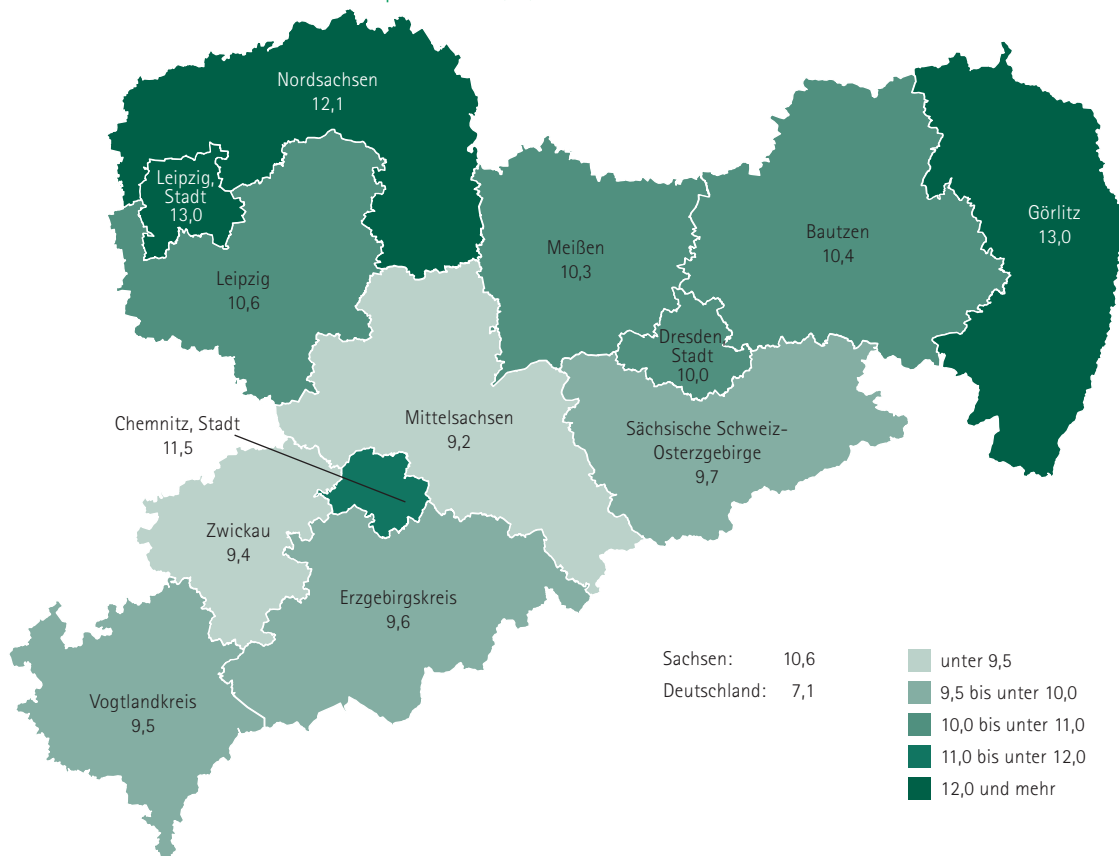 Nordsachsen
12,1
Leipzig,
Stadt
13,0
Leipzig
10,6
Meißen
10,3
Bautzen
10,4
Görlitz
13,0
Dresden,
Stadt
10,0
Chemnitz, Stadt
11,5
Mittelsachsen
9,2
Sächsische Schweiz-
Osterzgebirge
9,7
Zwickau
9,4
Erzgebirgskreis
9,6
Vogtlandkreis
9,5
Sachsen: 10,6
Deutschland: 7,1
unter 9,5
9,5 bis unter 10,0
10,0 bis unter 11,0
11,0 bis unter 12,0
12,0 und mehr